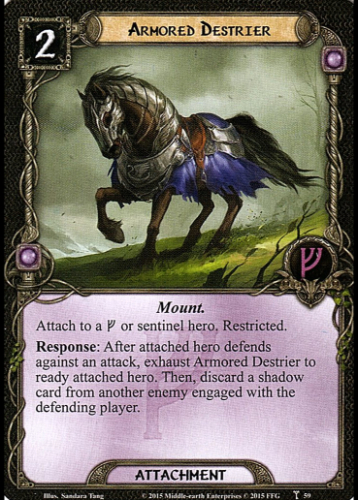 2
ARMORED DESTRIER
Mount.
Attach to a ᚠ or sentinel hero. Restricted.
Response: After attached hero defends
against an attack, exhaust Armored Destrier to
ready attached hero. Then, discard a shadow
card from another enemy engaged with the
defending player.
ATTACHMENT
Illus. Sandara Tang © 2015 Middle-earth Enterprises © 2015 FFG 59